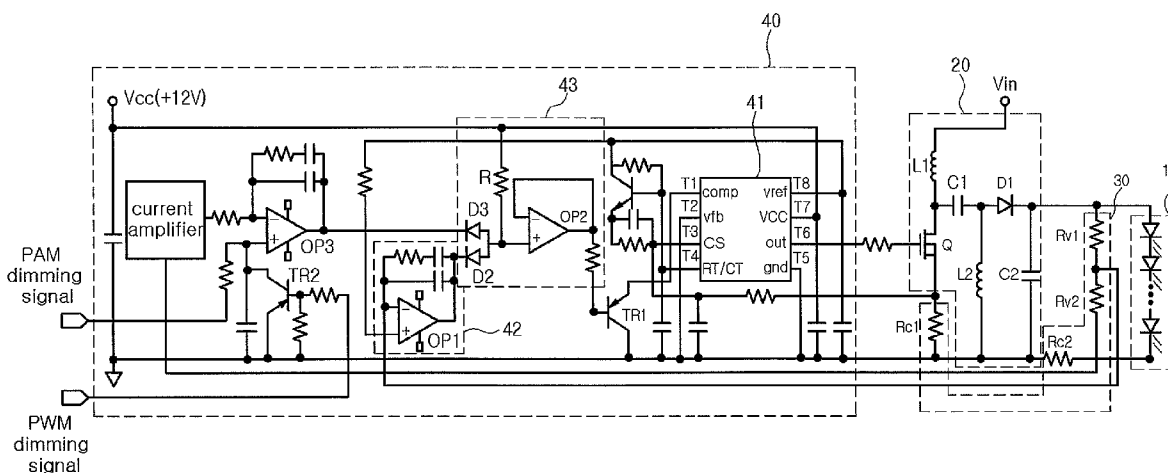 40
Vin
20
Vcc(+12V)
43
41
L1
R
T1
comp
vref
T8
C1
D1
30
T2
vfb
VCC
T7
current
amplifier
D3
OP2
T3
CS
out
T6
Rv1
OP3
T4
RT/CT
gnd
T5
Q
PAM
dimming
signal
D2
L2
C2
TR2
Rv2
TR1
OP1
42
Rc1
Rc2
PWM
dimming
signal